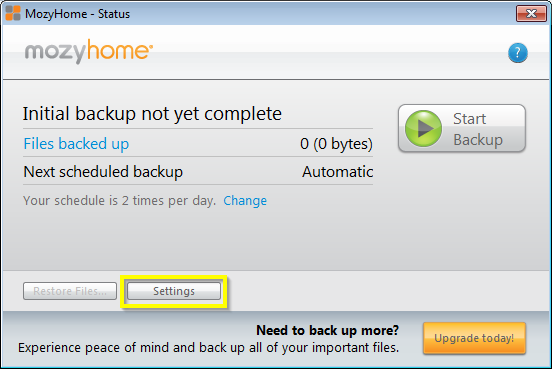 MozyHome - Status
mozyhome
?
Initial backup not yet complete
Files backed up 0 (0 bytes)
Next scheduled backup Automatic
Your schedule is 2 times per day. Change
Start
Backup
Restore Files...
Settings
Need to back up more?
Experience peace of mind and back up all of your important files.
Upgrade today!